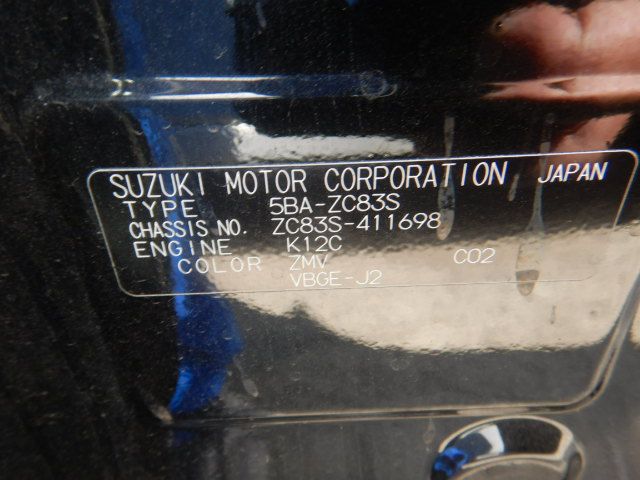 SUZUKI MOTOR CORPORATION JAPAN
TYPE 5BA-ZC83S
CHASSIS NO. ZC83S-411698
ENGINE K12C
COLOR ZMV C02
VBGE-J2